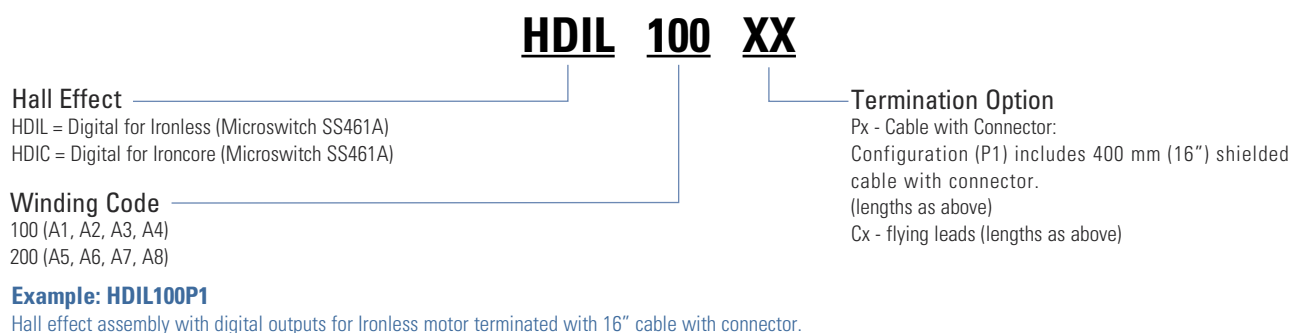 HDIL 100 XX
Hall Effect
HDIL = Digital for Ironless (Microswitch SS461A)
HDIC = Digital for Ironcore (Microswitch SS461A)
Winding Code
100 (A1, A2, A3, A4)
200 (A5, A6, A7, A8)
Termination Option
Px - Cable with Connector:
Configuration (P1) includes 400 mm (16”) shielded
cable with connector.
(lengths as above)
Cx - flying leads (lengths as above)
Example: HDIL100P1
Hall effect assembly with digital outputs for Ironless motor terminated with 16” cable with connector.